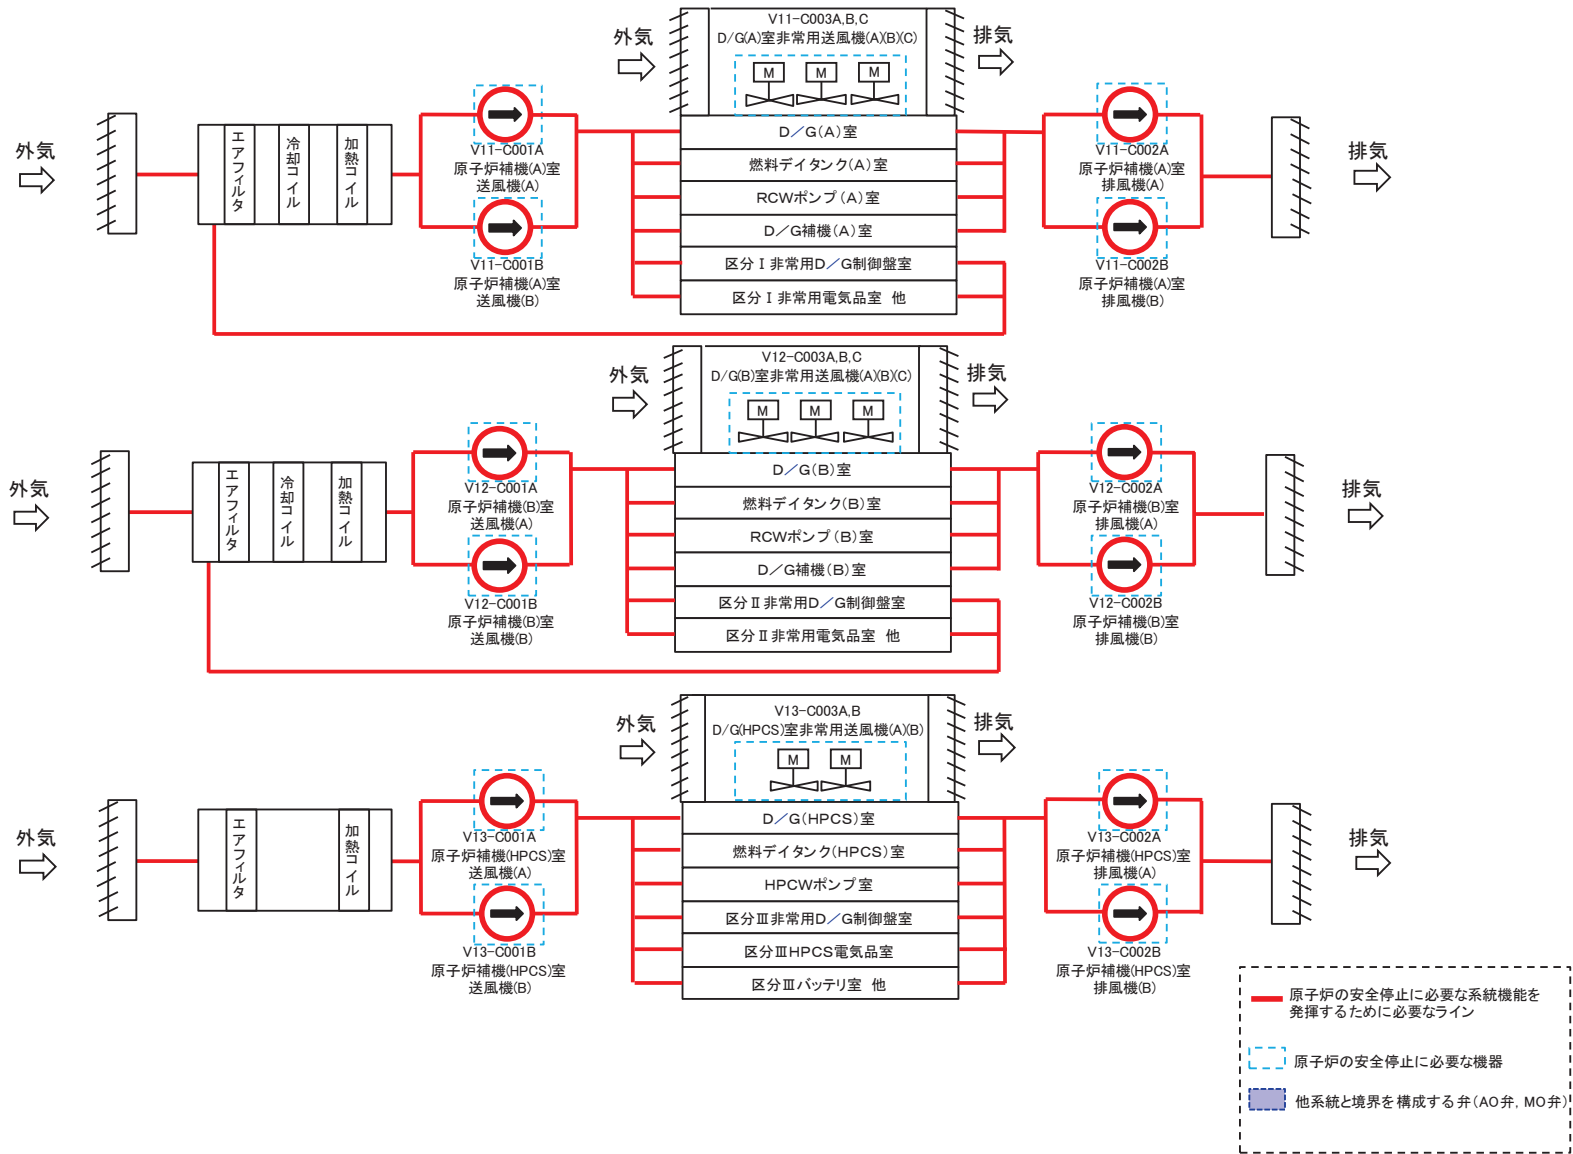 V11-C003A,B,C
D/G(A)室非常用送風機(A)(B)(C)
外気
排気
M
M
M
外気
エアフィルタ
冷却コイル
加熱コイル
V11-C001A
原子炉補機(A)室
送風機(A)
V11-C001B
原子炉補機(A)室
送風機(B)
D/G(A)室
燃料デイタンク(A)室
RCWポンプ(A)室
D/G補機(A)室
区分Ⅰ非常用D/G制御盤室
区分Ⅰ非常用電気品室 他
V11-C002A
原子炉補機(A)室
排風機(A)
V11-C002B
原子炉補機(A)室
排風機(B)
排気
V12-C003A,B,C
D/G(B)室非常用送風機(A)(B)(C)
外気
排気
M
M
M
外気
エアフィルタ
冷却コイル
加熱コイル
V12-C001A
原子炉補機(B)室
送風機(A)
V12-C001B
原子炉補機(B)室
送風機(B)
D/G(B)室
燃料デイタンク(B)室
RCWポンプ(B)室
D/G補機(B)室
区分Ⅱ非常用D/G制御盤室
区分Ⅱ非常用電気品室 他
V12-C002A
原子炉補機(B)室
排風機(A)
V12-C002B
原子炉補機(B)室
排風機(B)
排気
V13-C003A,B
D/G(HPCS)室非常用送風機(A)(B)
外気
排気
M
M
外気
エアフィルタ
加熱コイル
V13-C001A
原子炉補機(HPCS)室
送風機(A)
V13-C001B
原子炉補機(HPCS)室
送風機(B)
D/G(HPCS)室
燃料デイタンク(HPCS)室
HPCWポンプ室
区分Ⅲ非常用D/G制御盤室
区分ⅢHPCS電気品室
区分Ⅲバッテリ室 他
V13-C002A
原子炉補機(HPCS)室
排風機(A)
V13-C002B
原子炉補機(HPCS)室
排風機(B)
排気
原子炉の安全停止に必要な系統機能を
発揮するために必要なライン
原子炉の安全停止に必要な機器
他系統と境界を構成する弁(AO弁, MO弁)